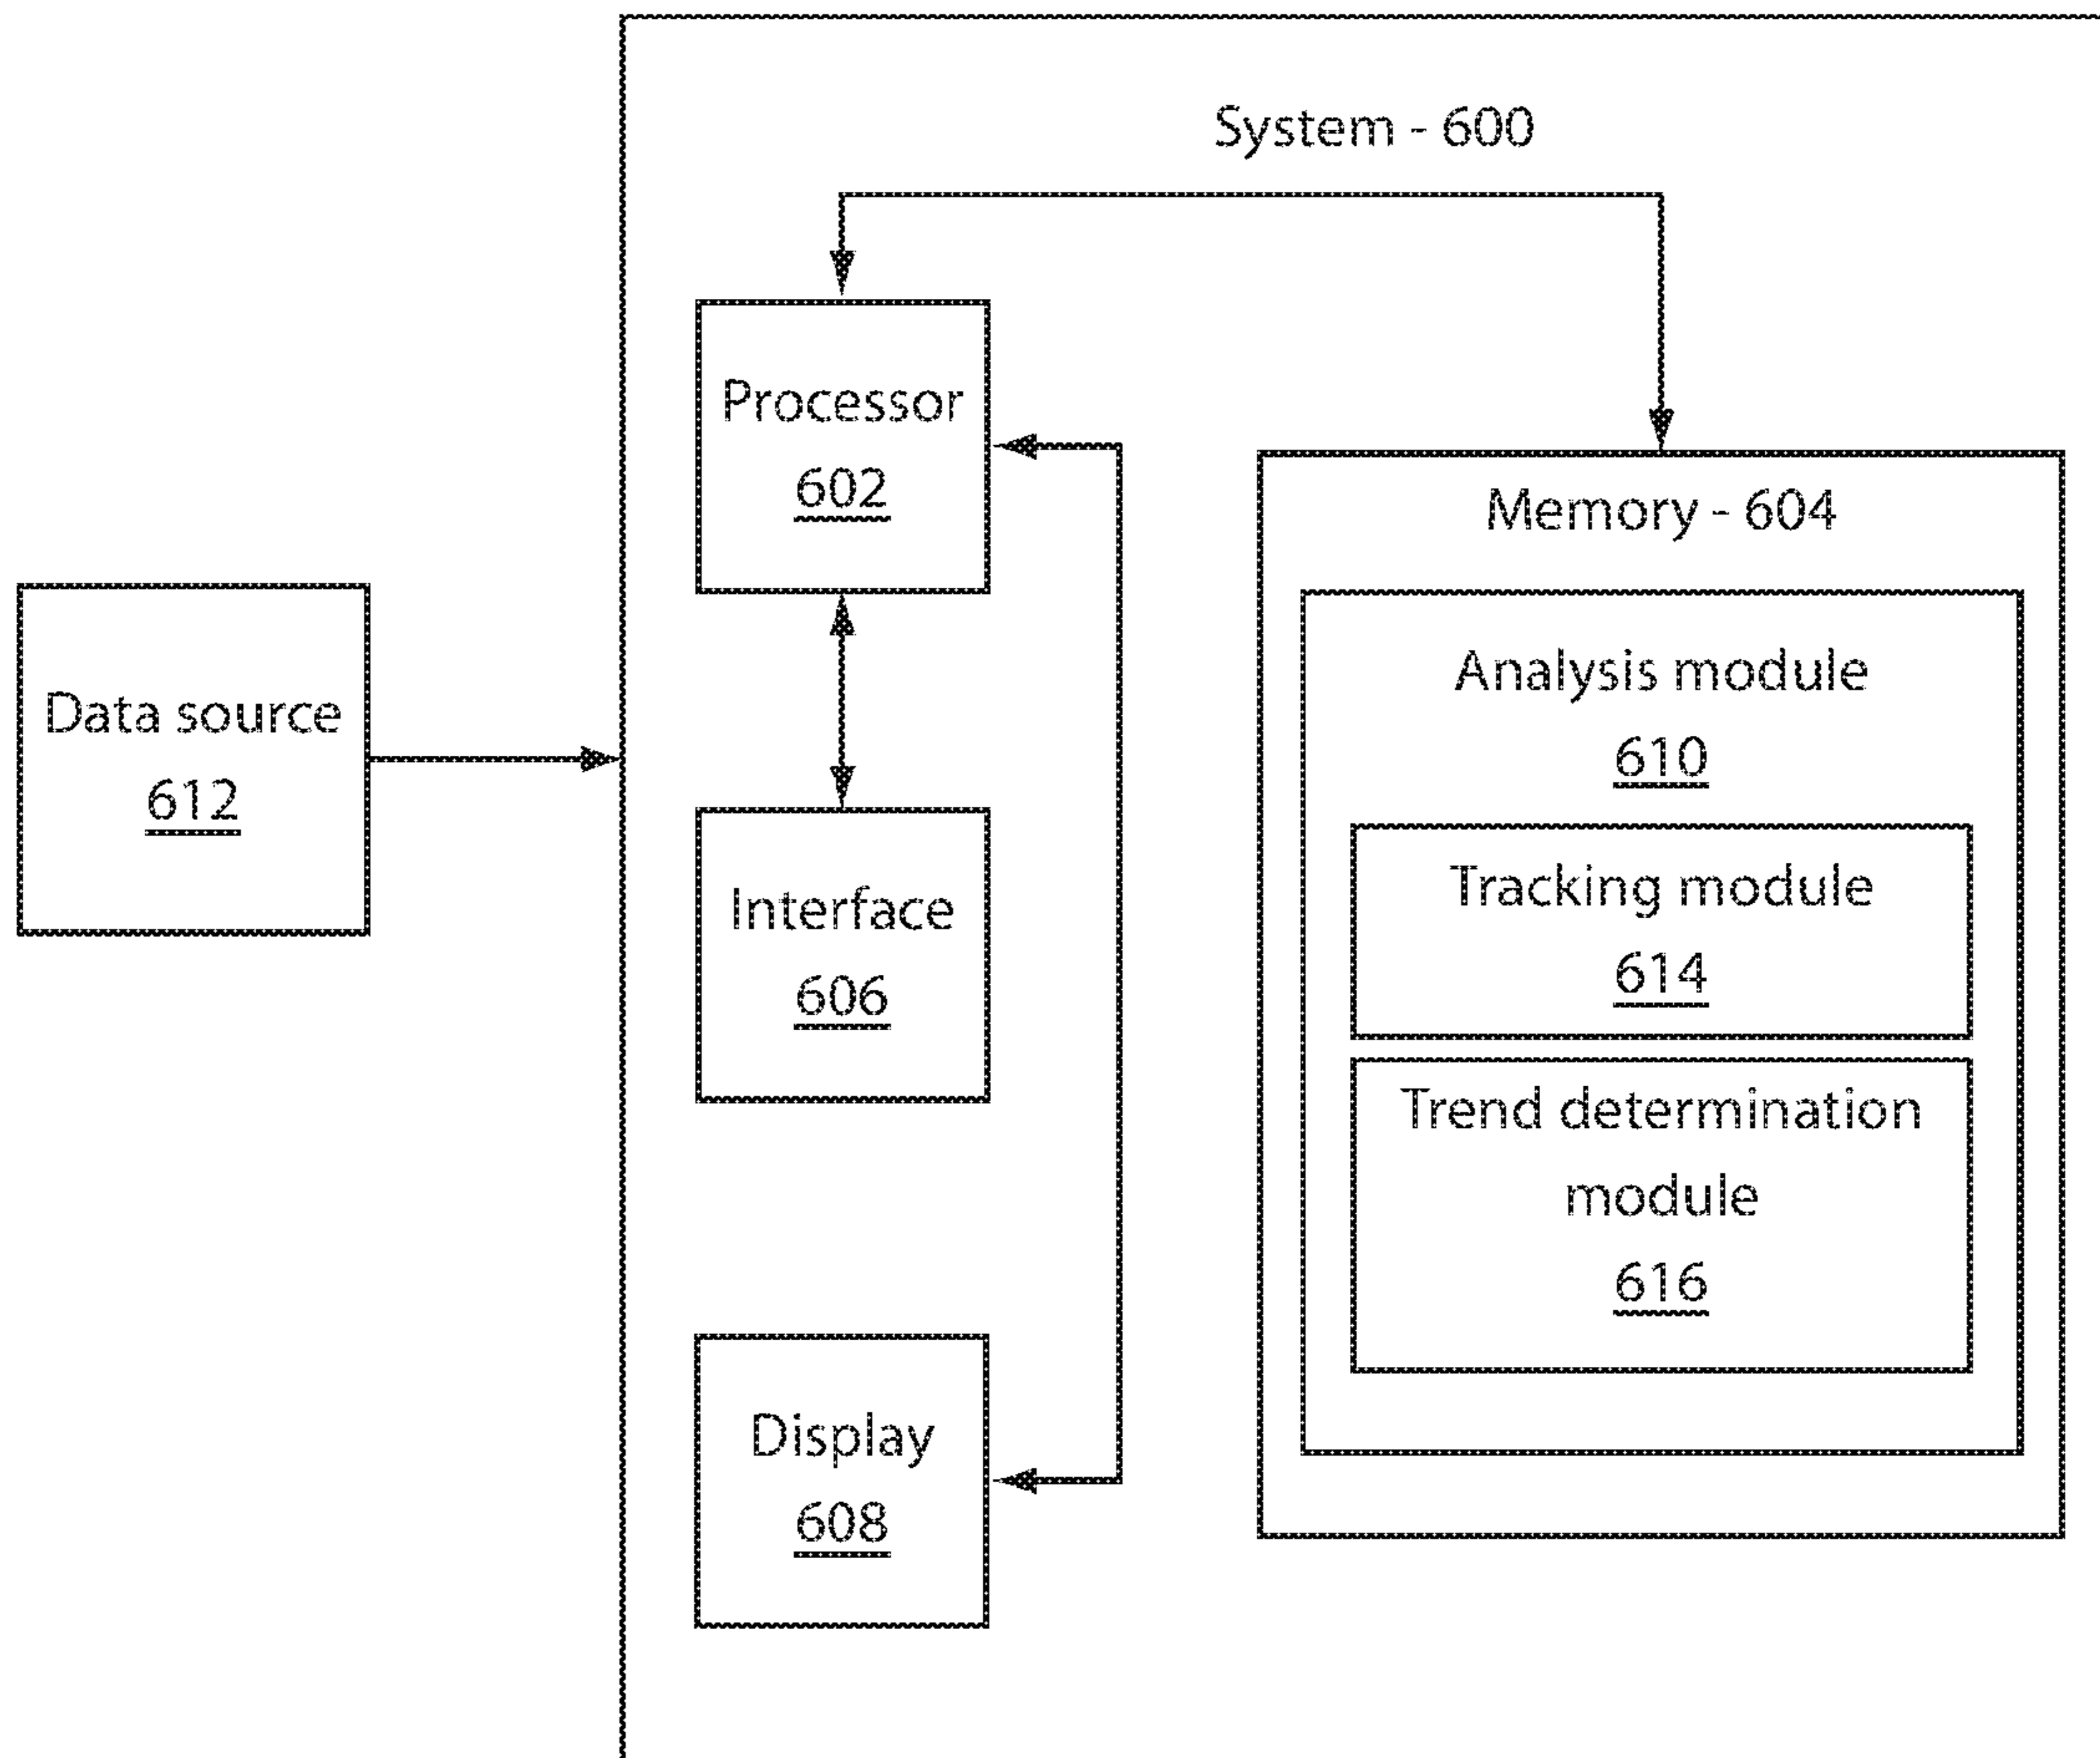 System - 600
Processor
602
Memory - 604
Data source
612
Analysis module
610
Interface
606
Tracking module
614
Trend determination
module
616
Display
608